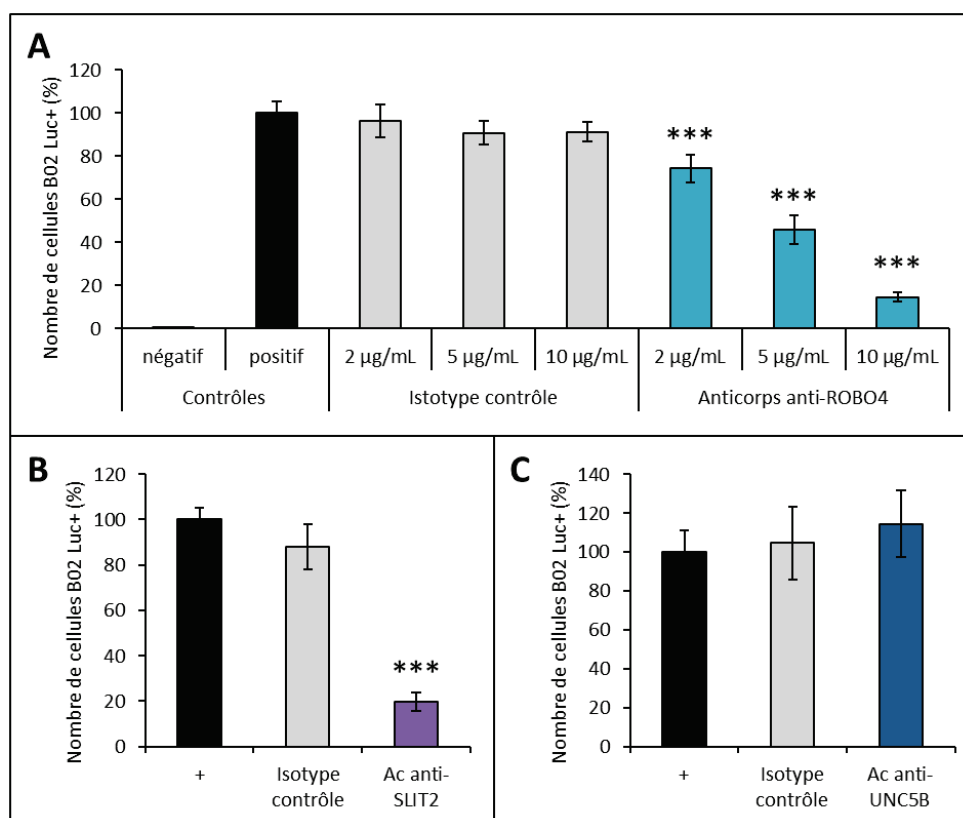 A
Nombre de cellules B02 Luc+ (%)
120
100
80
60
40
20
0
***
***
***
négatif positif 2 µg/mL 5 µg/mL 10 µg/mL 2 µg/mL 5 µg/mL 10 µg/mL
Contrôles Istotype contrôle Anticorps anti-ROBO4
B
Nombre de cellules B02 Luc+ (%)
120
100
80
60
40
20
0
***
+ Isotype Ac anti-
contrôle SLIT2
C
Nombre de cellules B02 Luc+ (%)
140
120
100
80
60
40
20
0
+ Isotype Ac anti-
contrôle UNC5B